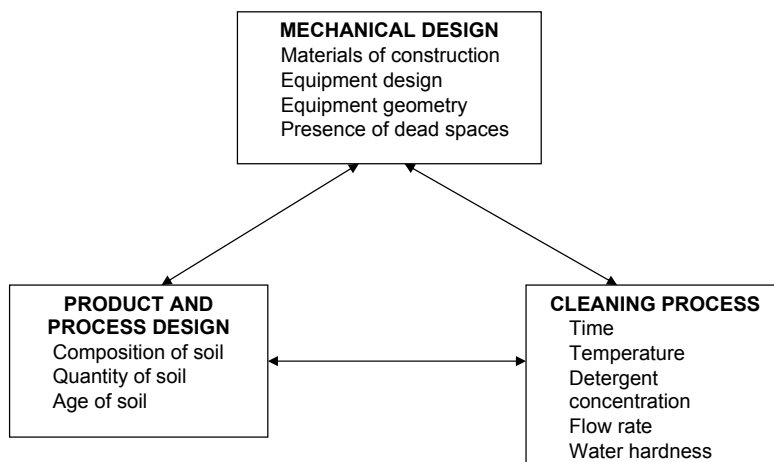 MECHANICAL DESIGN
Materials of construction
Equipment design
Equipment geometry
Presence of dead spaces
PRODUCT AND
PROCESS DESIGN
Composition of soil
Quantity of soil
Age of soil
CLEANING PROCESS
Time
Temperature
Detergent
concentration
Flow rate
Water hardness